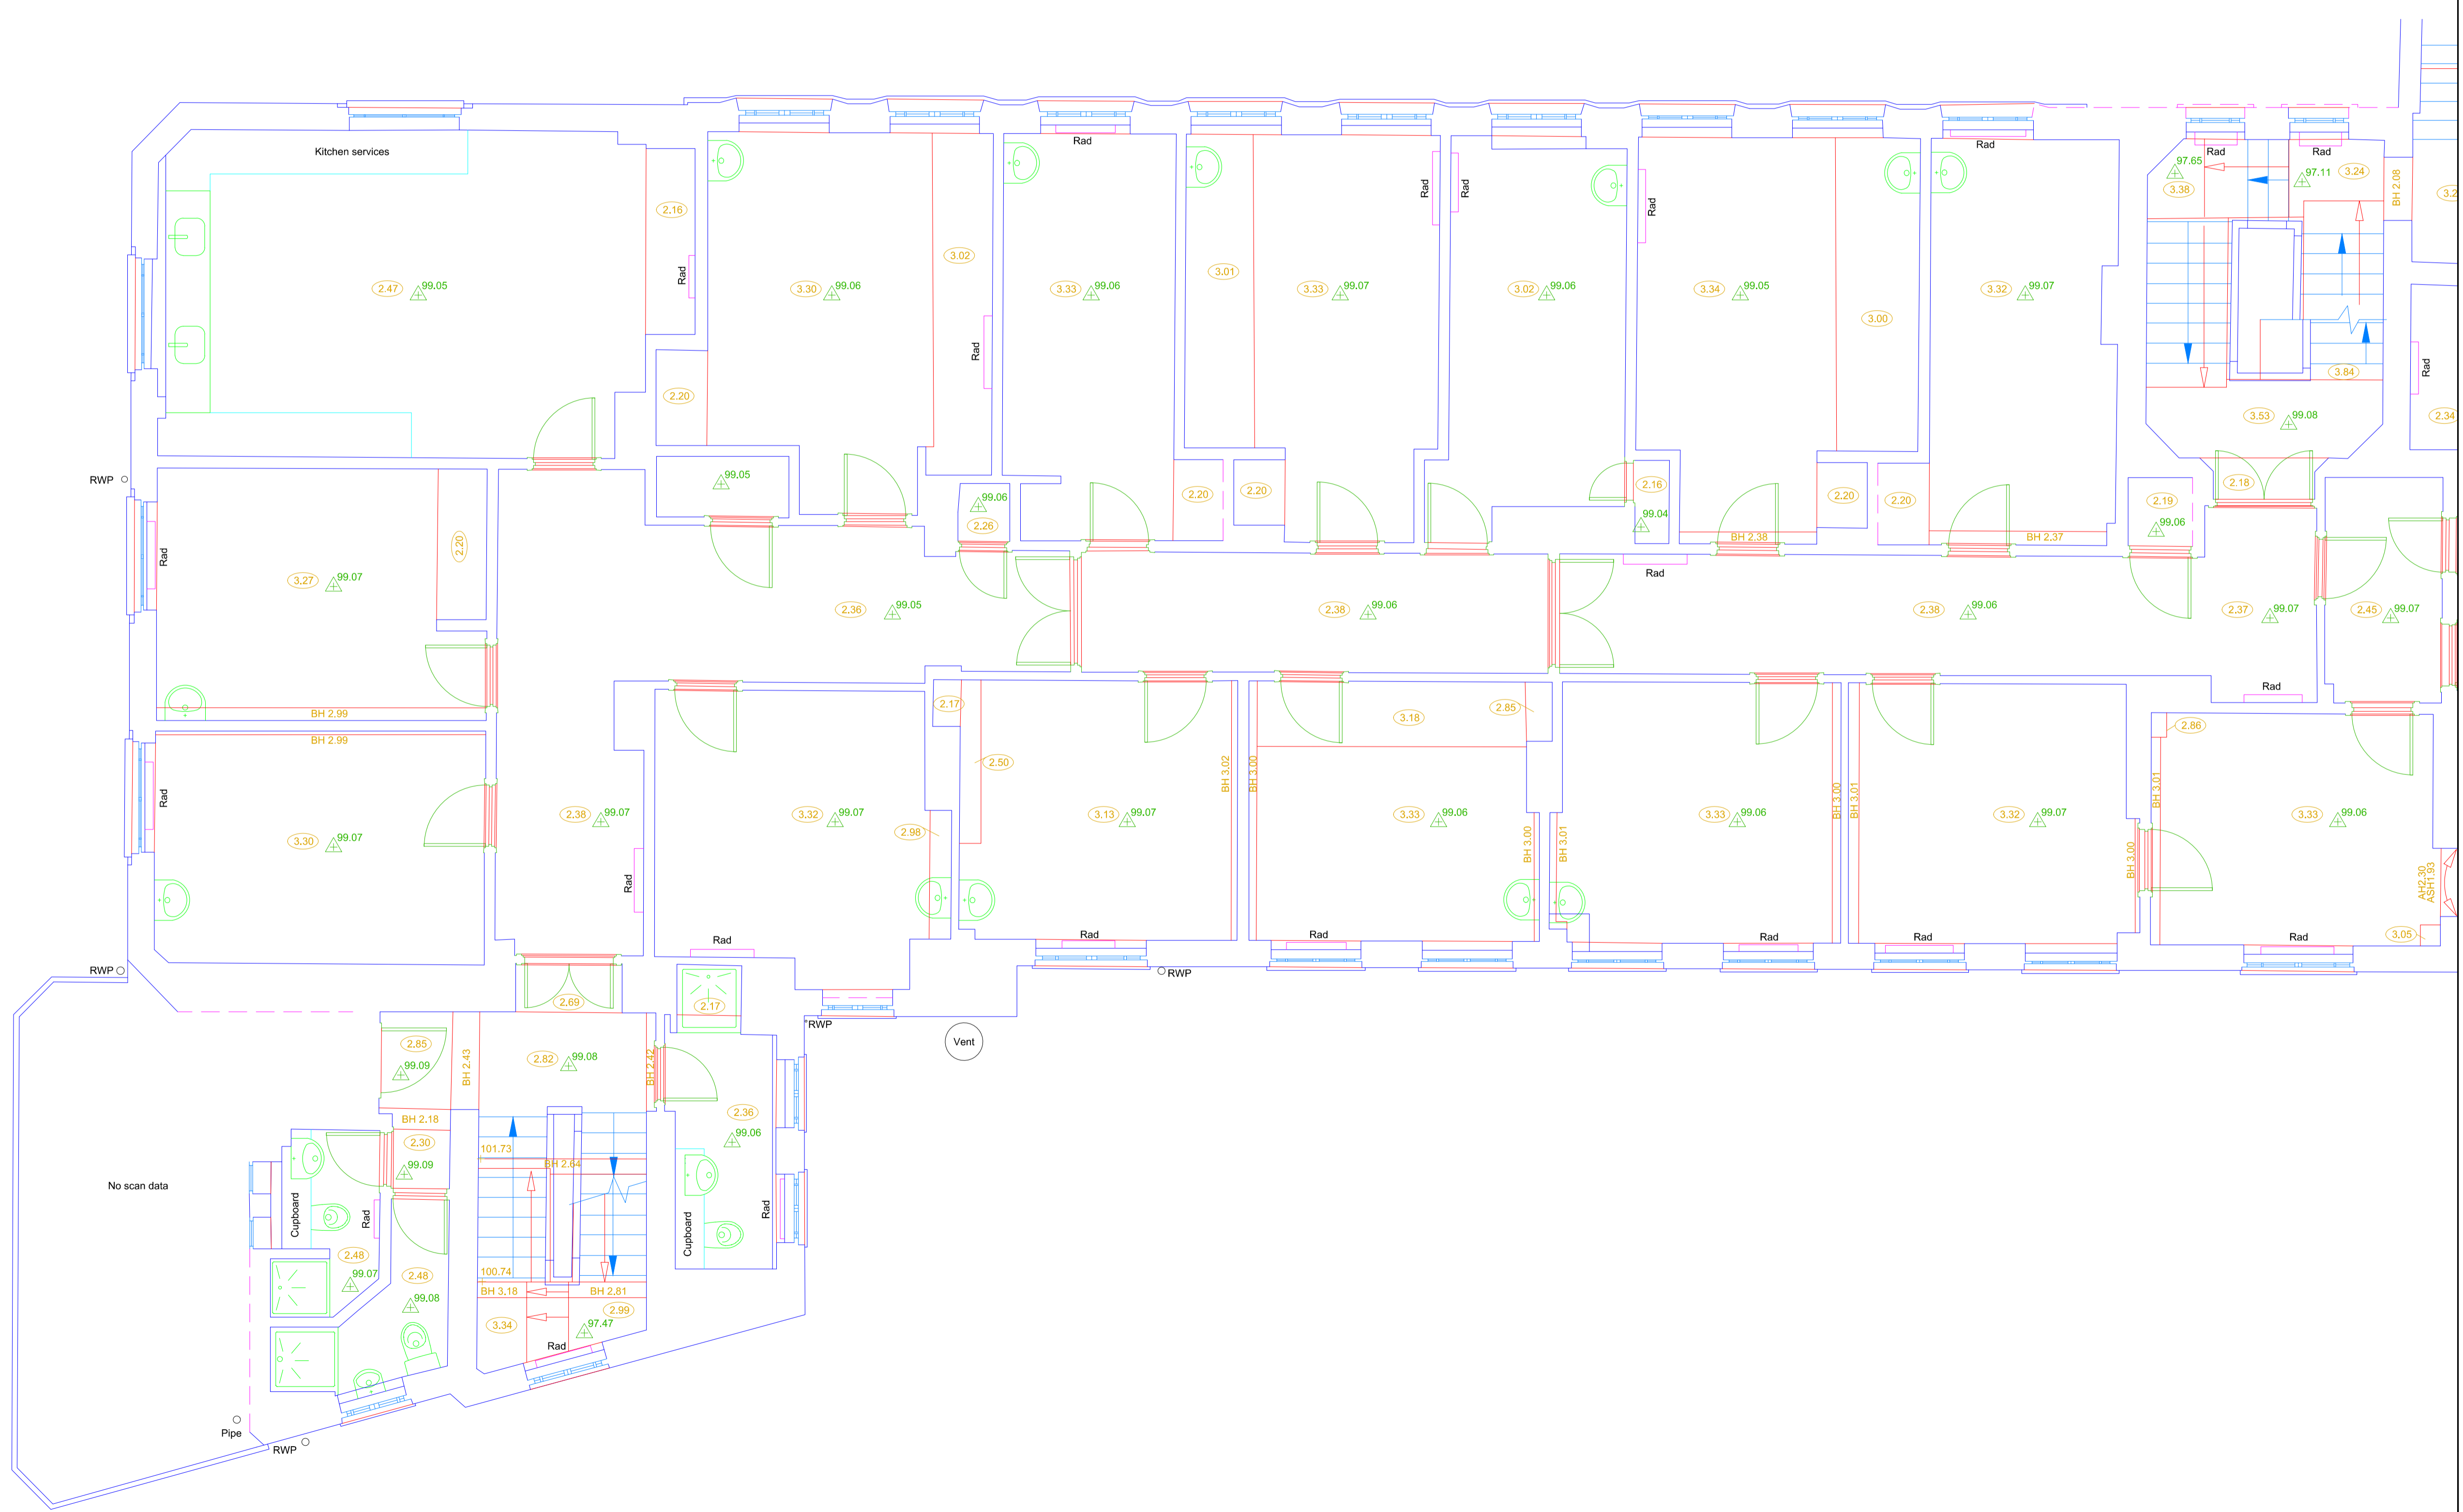 Kitchen services
Rad
Rad
Rad
Rad
97.65
97.11
3.24
3.38
BH 2.08
2.16
Rad
Rad
Rad
3.02
3.01
Rad
2.47
99.05
3.30
99.06
3.33
99.06
3.33
99.07
3.02
99.06
3.34
99.05
3.00
3.32
99.07
Rad
Rad
3.84
2.20
3.53
99.08
2.34
RWP
99.05
99.06
2.26
2.20
2.20
2.16
99.04
2.20
2.20
2.19
99.06
2.18
BH 2.38
BH 2.37
2.20
Rad
3.27
99.07
Rad
2.36
99.05
2.38
99.06
2.38
99.06
2.37
99.07
2.45
99.07
Rad
BH 2.99
BH 2.99
2.17
3.18
2.85
2.86
2.50
BH 3.02
BH 3.00
BH 3.00
BH 3.01
BH 3.01
Rad
3.30
99.07
2.38
99.07
3.32
99.07
2.98
3.13
99.07
3.33
99.06
BH 3.00
BH 3.01
3.33
99.06
3.32
99.07
BH 3.00
3.33
99.06
AH2.30
ASH1.93
Rad
3.05
Rad
Rad
Rad
Rad
Rad
Rad
RWP
RWP
2.69
2.17
RWP
Vent
2.85
99.09
BH 2.43
2.82
99.08
BH 2.42
BH 2.18
2.30
99.09
2.36
99.06
101.73
BH 2.64
No scan data
Cupboard
Rad
Cupboard
Rad
2.48
99.07
2.48
99.08
100.74
BH 3.18
BH 2.81
2.99
3.34
97.47
Rad
Pipe
RWP